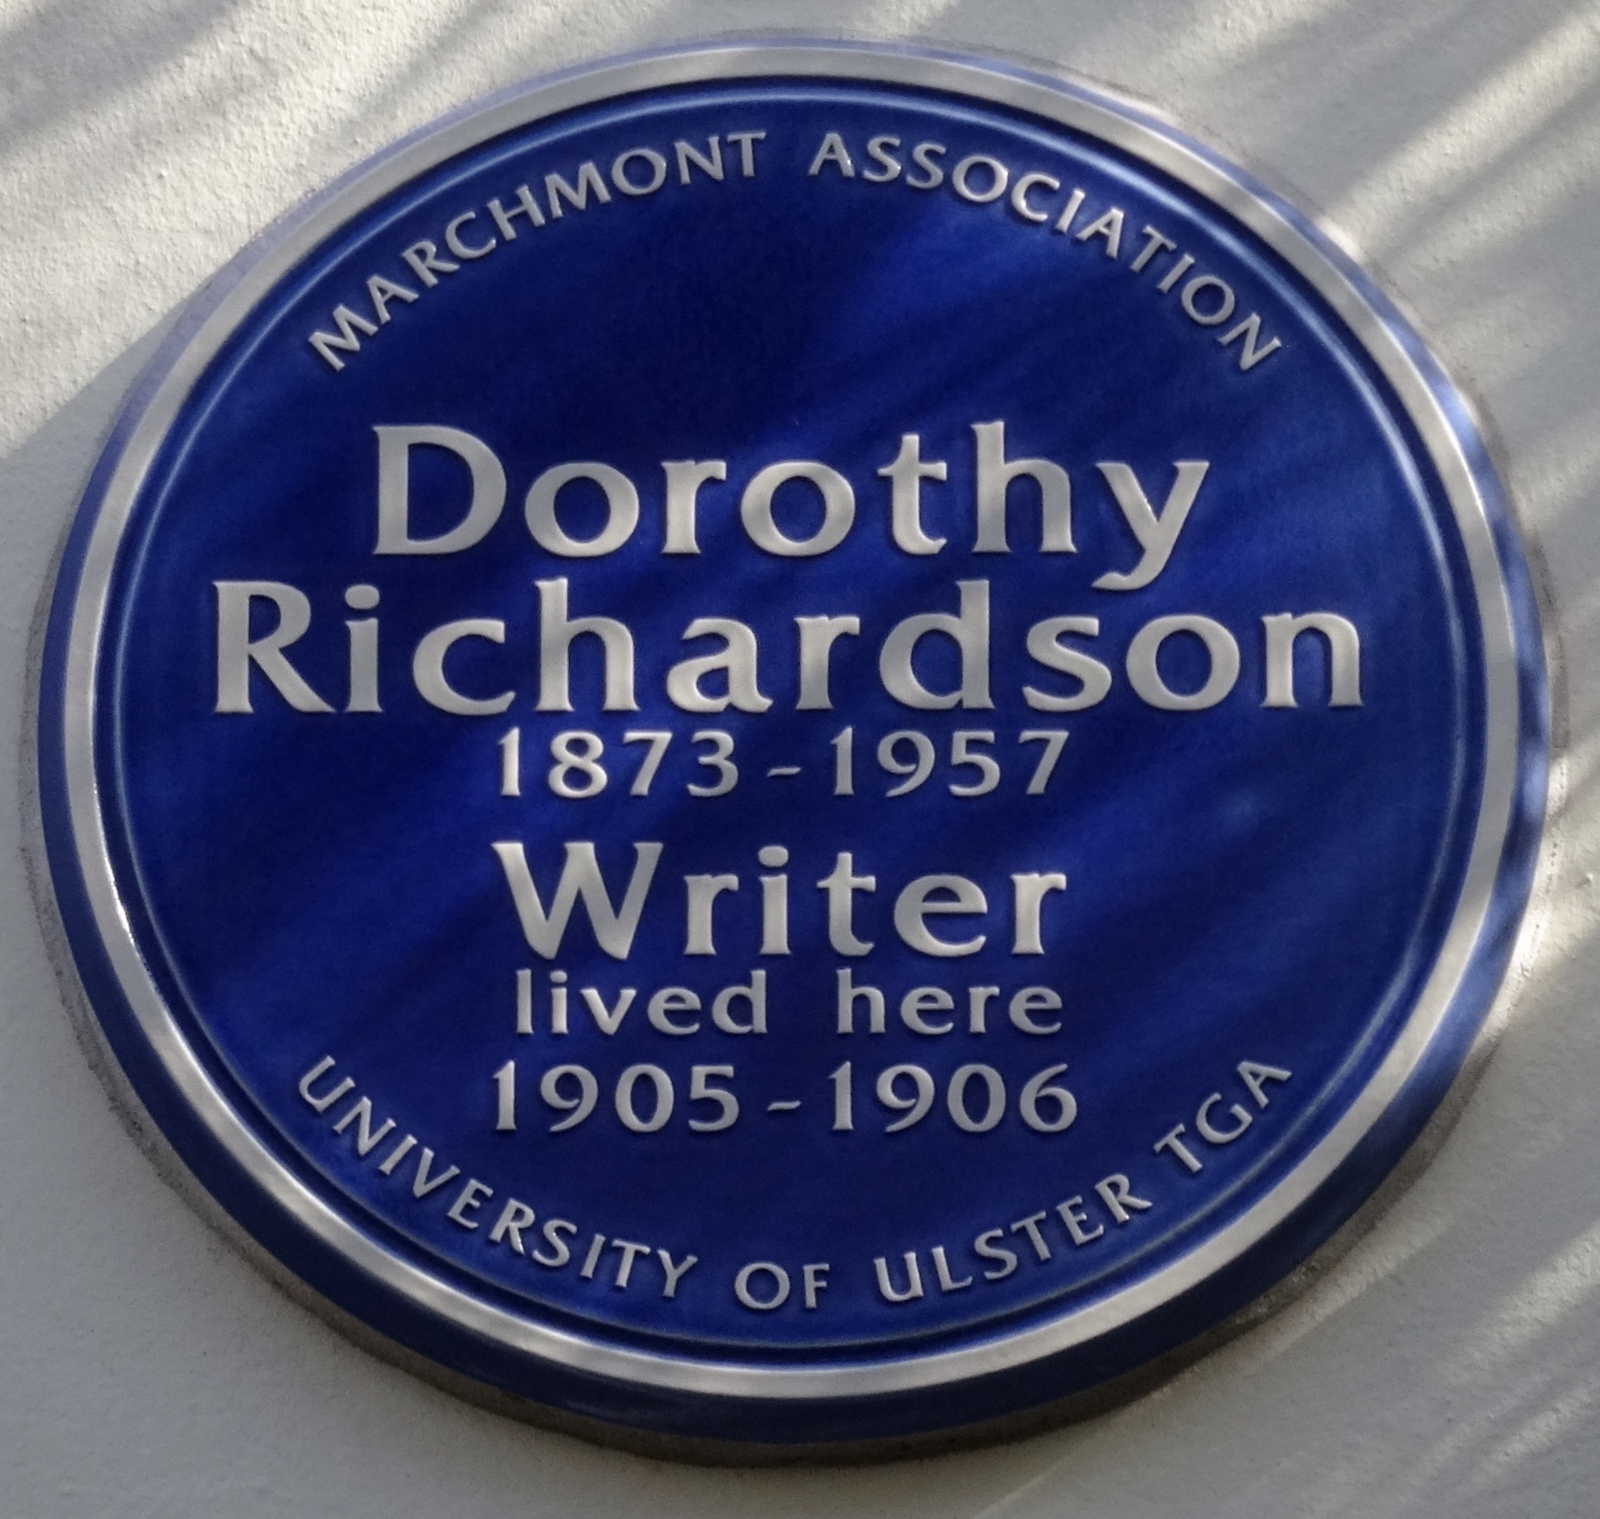 MARCHMONT ASSOCIATION
Dorothy
Richardson
1873-1957
Writer
lived here
1905-1906
UNIVERSITY OF ULSTER TGA